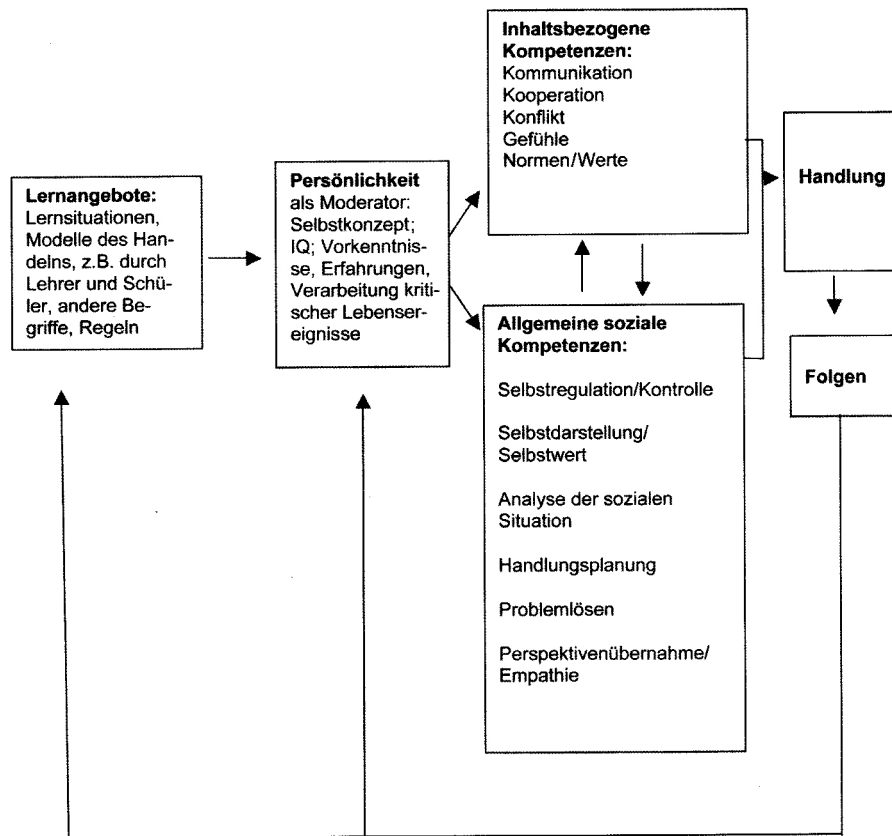 Lernangebote:
Lernsituationen,
Modelle des Han-
delns, z.B. durch
Lehrer und Schü-
ler, andere Be-
griffe, Regeln
Persönlichkeit
als Moderator:
Selbstkonzept;
IQ; Vorkenntnis-
se, Erfahrungen,
Verarbeitung kriti-
scher Lebenser-
eignisse
Inhaltsbezogene
Kompetenzen:
Kommunikation
Kooperation
Konflikt
Gefühle
Normen/Werte
Allgemeine soziale
Kompetenzen:
Selbstregulation/Kontrolle
Selbstdarstellung/
Selbstwert
Analyse der sozialen
Situation
Handlungsplanung
Problemlösen
Perspektivenübernahme/
Empathie
Handlung
Folgen